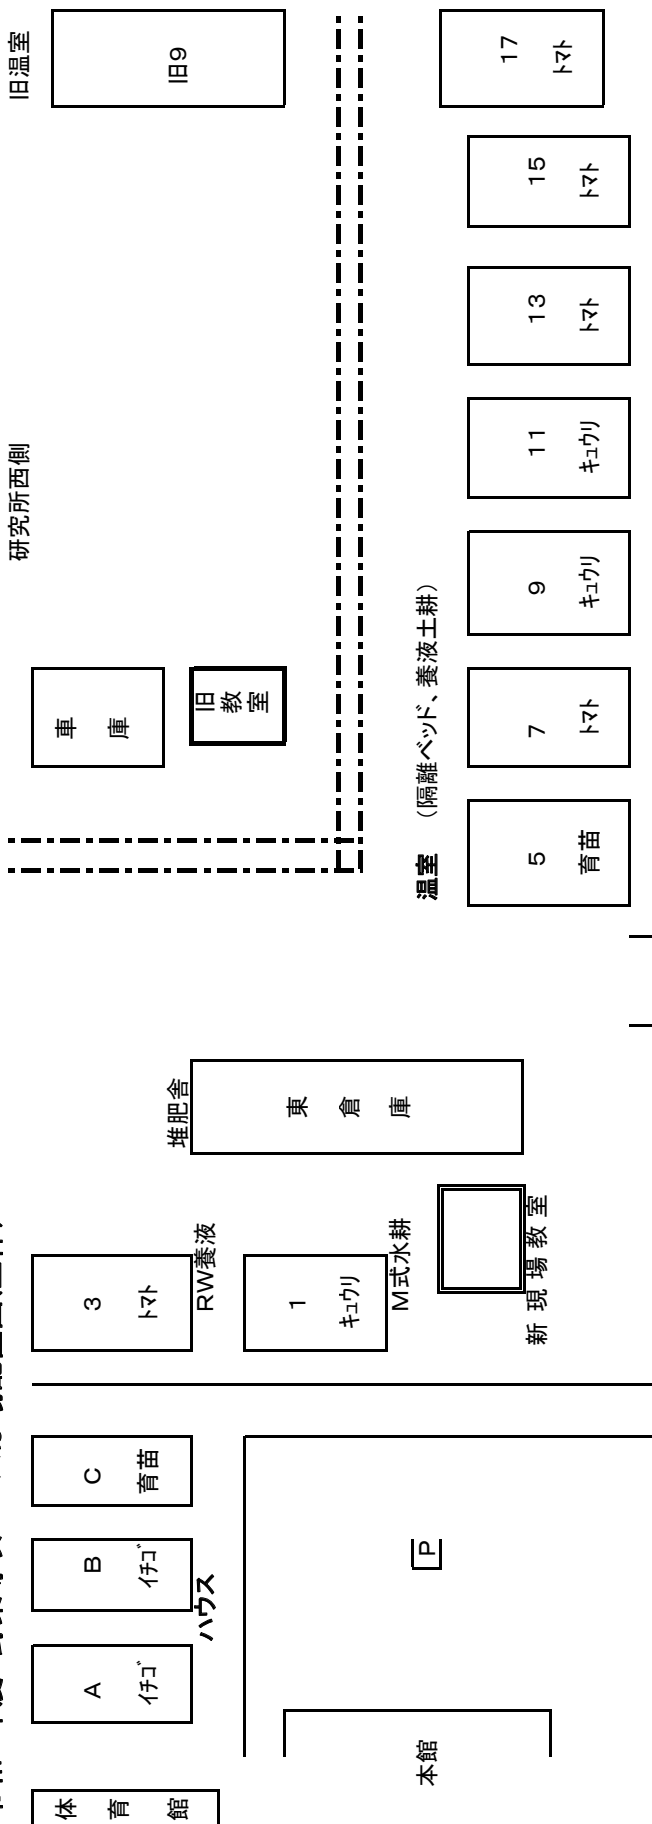 研究所西側
旧温室
体育館
A
ｲﾁｺﾞ
B
ｲﾁｺﾞ
C
育苗
ハウス
3
ﾄﾏﾄ
RW養液
車庫
旧教室
旧9
堆肥舎
東倉庫
1
ｷｭｳﾘ
M式水耕
新現場教室
本館
P
温室 （隔離ベッド、養液土耕）
5
育苗
7
ﾄﾏﾄ
9
ｷｭｳﾘ
11
ｷｭｳﾘ
13
ﾄﾏﾄ
15
ﾄﾏﾄ
17
ﾄﾏﾄ